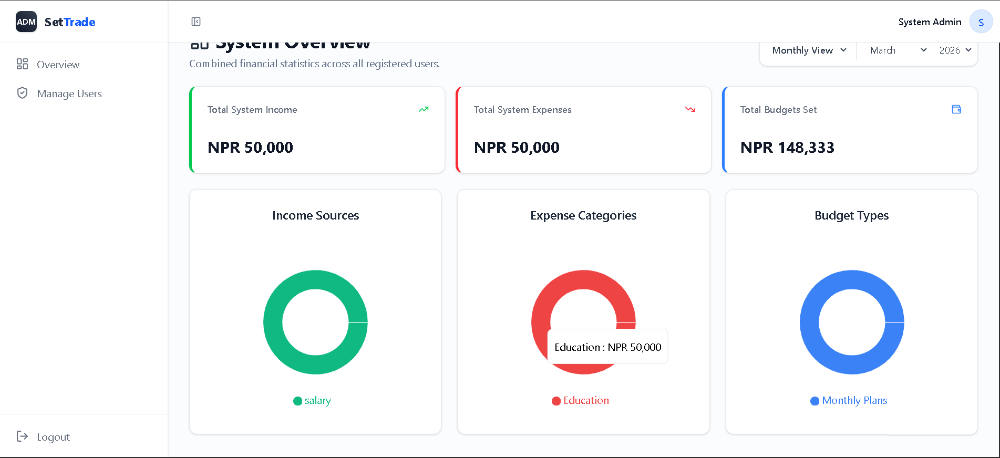 ADM SetTrade
System Admin S
Overview
Manage Users
Logout
System Overview
Combined financial statistics across all registered users.
Monthly View March 2026
Total System Income
NPR 50,000
Total System Expenses
NPR 50,000
Total Budgets Set
NPR 148,333
Income Sources
salary
Expense Categories
Education : NPR 50,000
Education
Budget Types
Monthly Plans